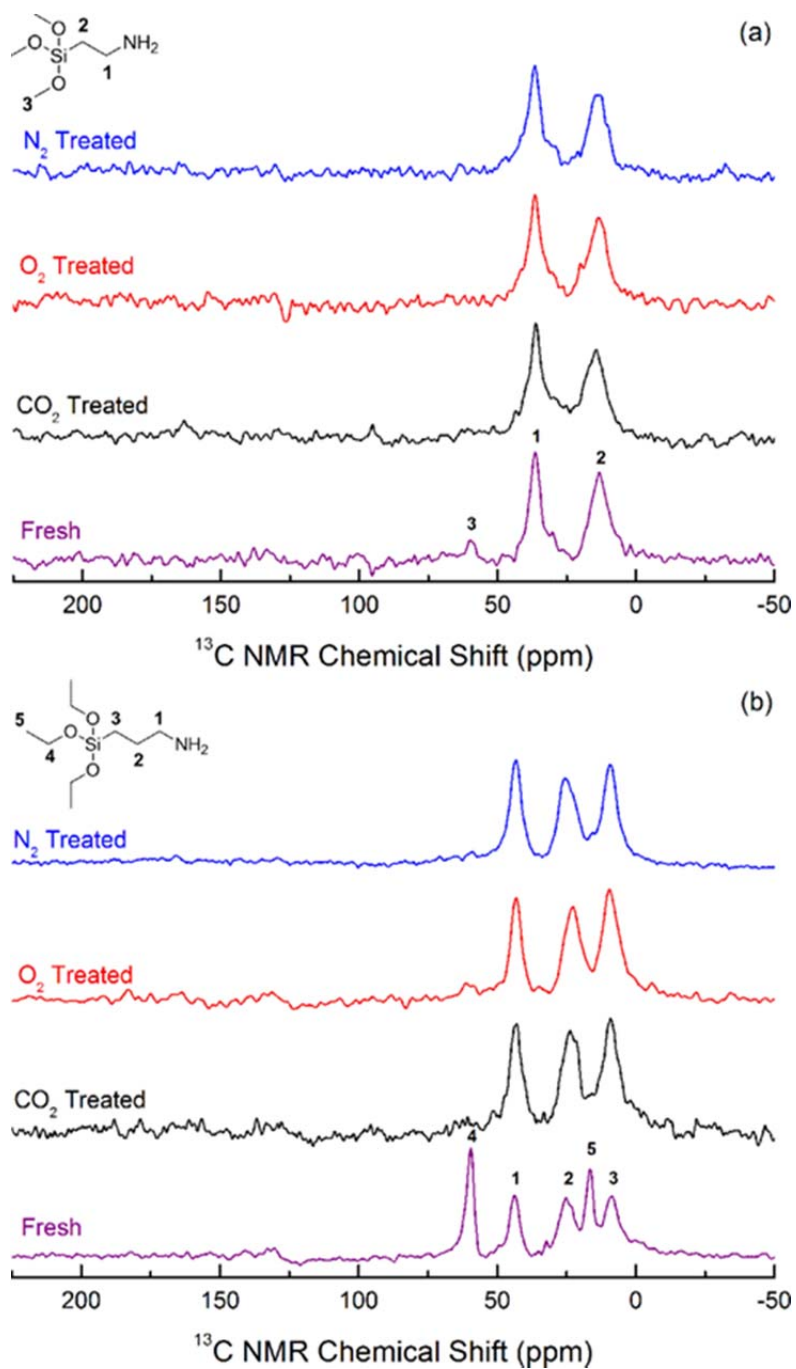 2
(a)
O
O
Si
NH₂
1
O
3
N₂ Treated
O₂ Treated
CO₂ Treated
1
2
Fresh
3
200
150
100
50
0
-50
¹³C NMR Chemical Shift (ppm)
(b)
5
O
3
1
O
Si
NH₂
4
2
O
N₂ Treated
O₂ Treated
CO₂ Treated
4
5
1
2
3
Fresh
200
150
100
50
0
-50
¹³C NMR Chemical Shift (ppm)